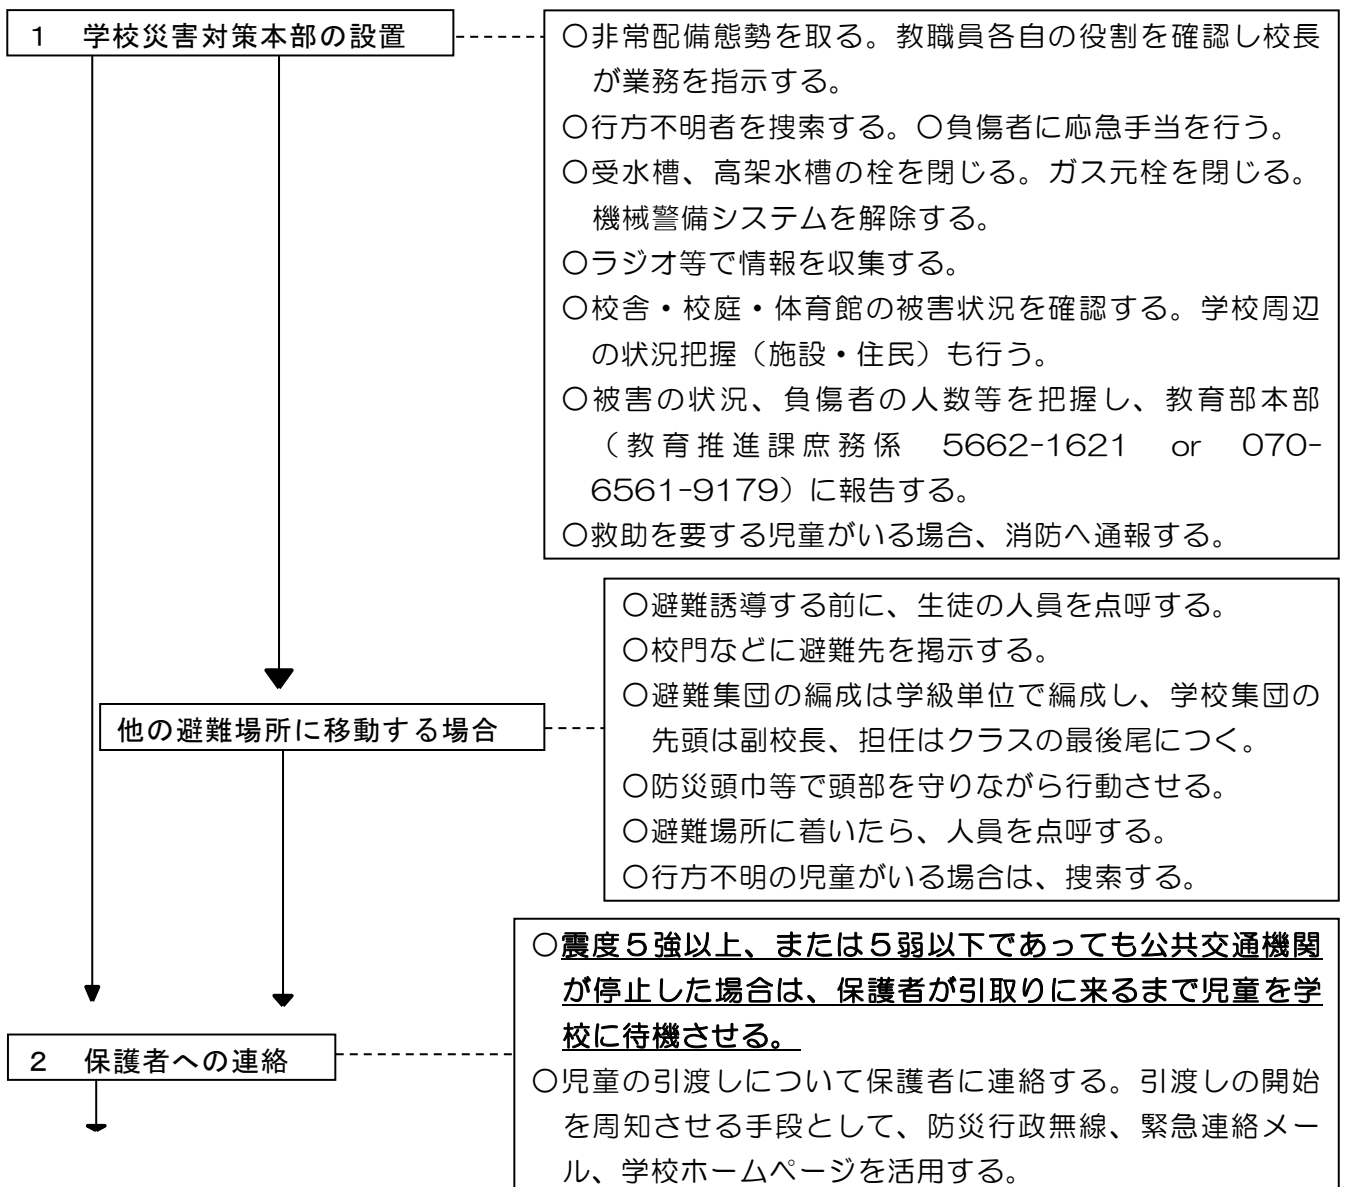 １　学校災害対策本部の設置
○非常配備態勢を取る。教職員各自の役割を確認し校長
が業務を指示する。
○行方不明者を捜索する。○負傷者に応急手当を行う。
○受水槽、高架水槽の栓を閉じる。ガス元栓を閉じる。
機械警備システムを解除する。
○ラジオ等で情報を収集する。
○校舎・校庭・体育館の被害状況を確認する。学校周辺
の状況把握（施設・住民）も行う。
○被害の状況、負傷者の人数等を把握し、教育部本部
（教育推進課庶務係　5662-1621　or　070-
6561-9179）に報告する。
○救助を要する児童がいる場合、消防へ通報する。
他の避難場所に移動する場合
○避難誘導する前に、生徒の人員を点呼する。
○校門などに避難先を掲示する。
○避難集団の編成は学級単位で編成し、学校集団の
先頭は副校長、担任はクラスの最後尾につく。
○防災頭巾等で頭部を守りながら行動させる。
○避難場所に着いたら、人員を点呼する。
○行方不明の児童がいる場合は、捜索する。
２　保護者への連絡
○震度５強以上、または５弱以下であっても公共交通機関
が停止した場合は、保護者が引取りに来るまで児童を学
校に待機させる。
○児童の引渡しについて保護者に連絡する。引渡しの開始
を周知させる手段として、防災行政無線、緊急連絡メー
ル、学校ホームページを活用する。